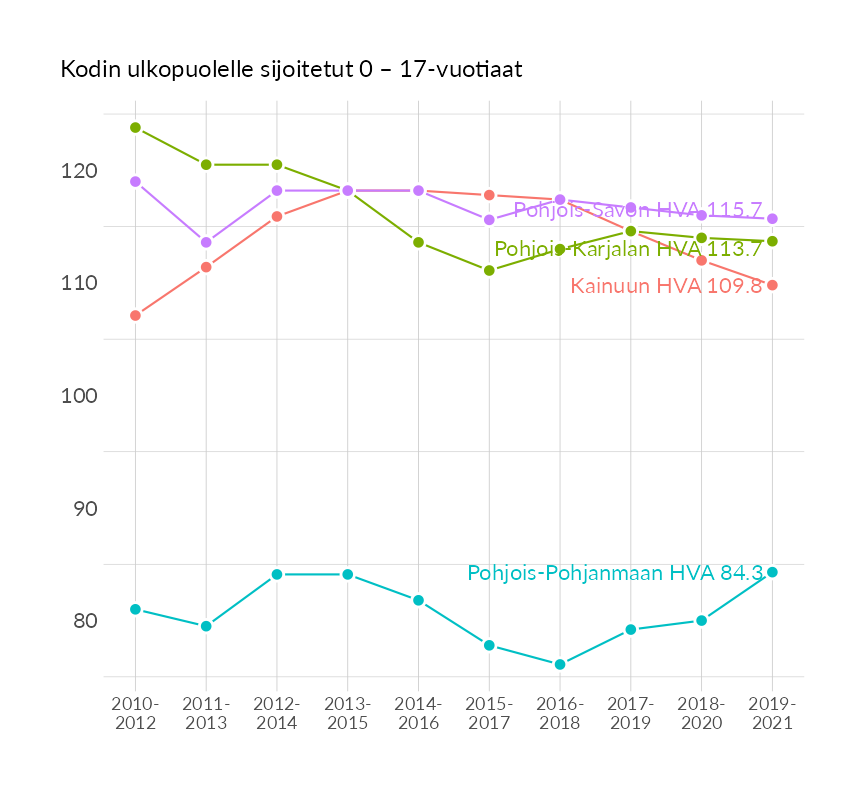 Kodin ulkopuolelle sijoitetut 0 – 17-vuotiaat
120
110
100
90
80
Pohjois-Savon HVA 115.7
Pohjois-Karjalan HVA 113.7
Kainuun HVA 109.8
Pohjois-Pohjanmaan HVA 84.3
2010- 2011- 2012- 2013- 2014- 2015- 2016- 2017- 2018- 2019-
2012 2013 2014 2015 2016 2017 2018 2019 2020 2021